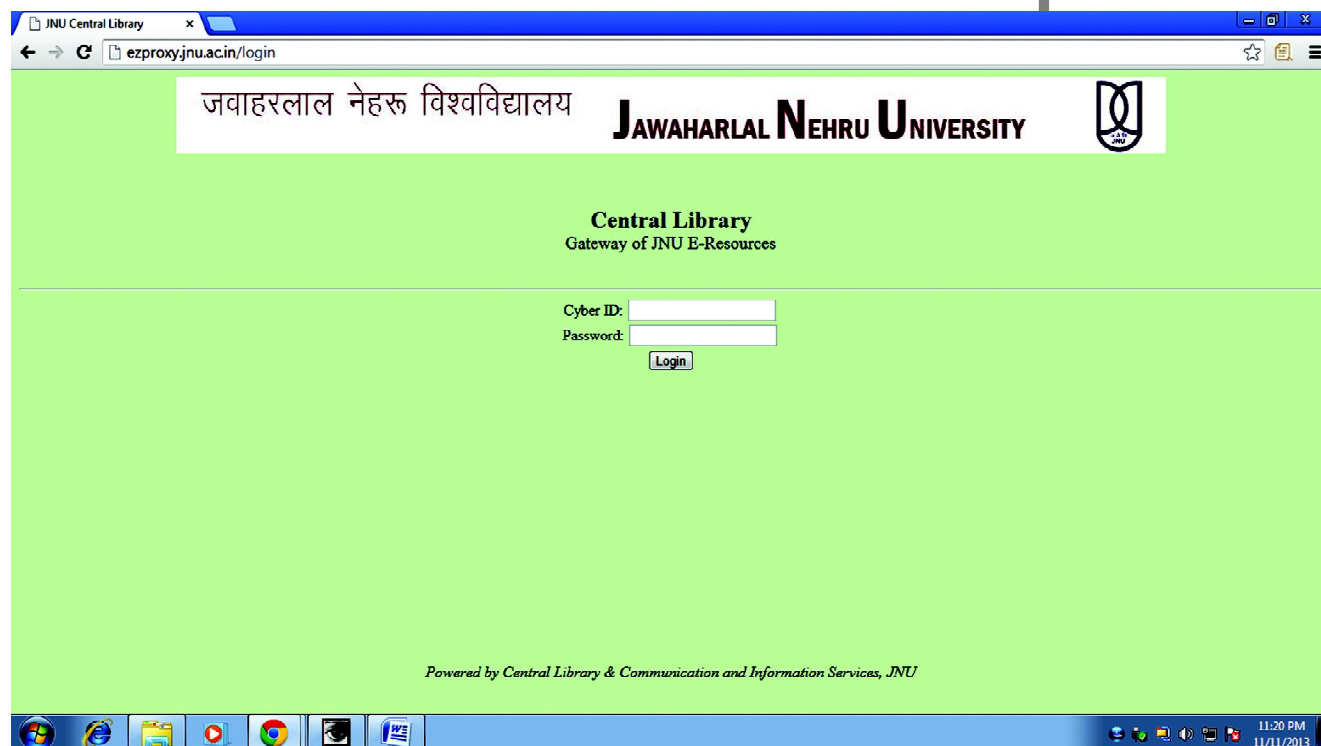 JNU Central Library
ezproxy.jnu.ac.in/login
जवाहरलाल नेहरू विश्वविद्यालय
JAWAHARLAL NEHRU UNIVERSITY
JNU
Central Library
Gateway of JNU E-Resources
Cyber ID:
Password:
Login
Powered by Central Library & Communication and Information Services, JNU
11:20 PM
11/11/2013